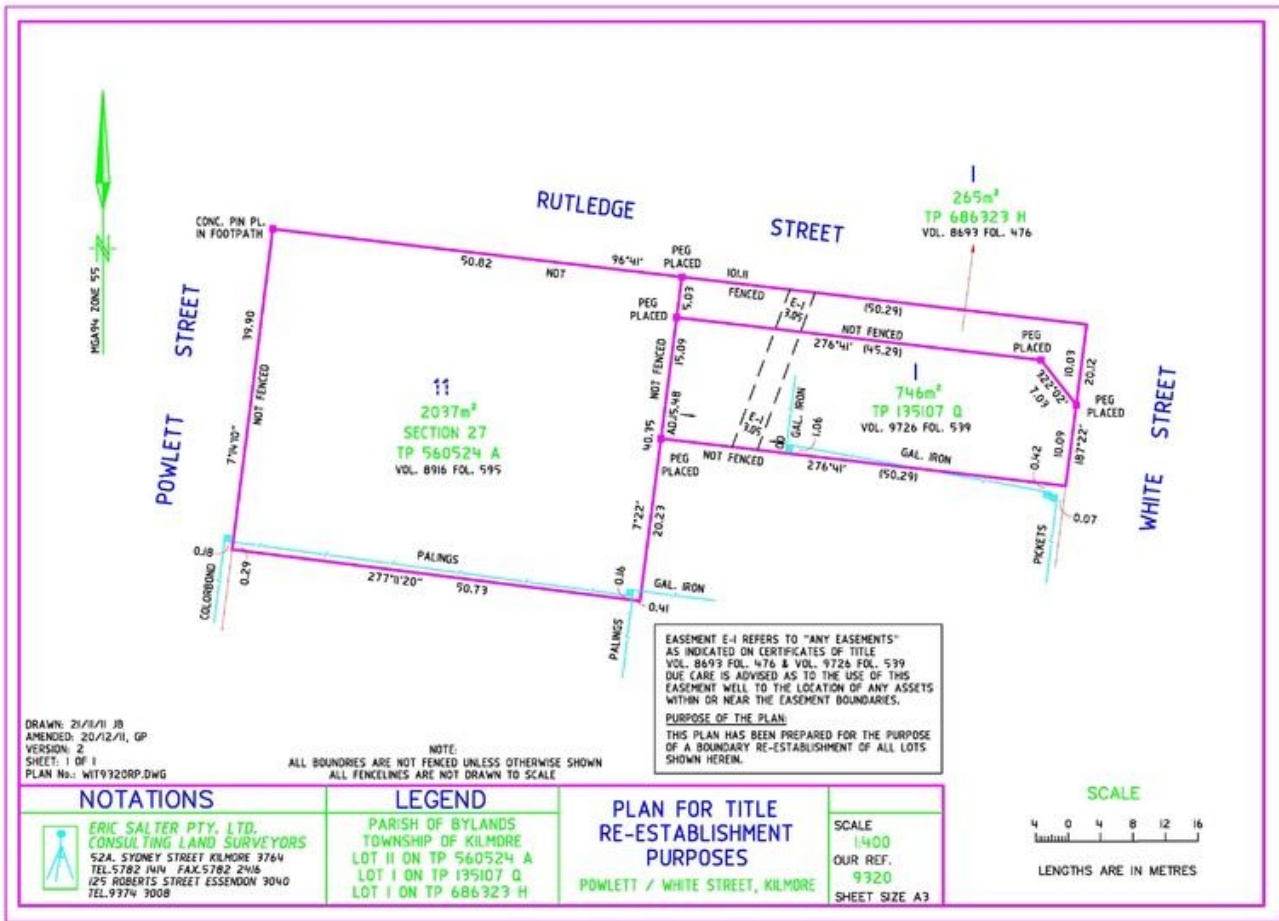 MGA94 ZONE 55
N
RUTLEDGE STREET
POWLETT STREET
WHITE STREET
CONC. PIN PL.
IN FOOTPATH
50.82
NOT
96°41'
PEG
PLACED
101.11
FENCED
(50.29)
1
265m²
TP 686323 H
VOL. 8693 FOL. 476
39.90
NOT FENCED
7°14'10"
11
2037m²
SECTION 27
TP 560524 A
VOL. 8916 FOL. 595
PEG
PLACED
5.03
E-1
3.05
NOT FENCED
276°41' (45.29)
PEG
PLACED
10.03
20.12
322°02'
7.03
PEG
PLACED
NOT FENCED
15.09
ADJ15.48
40.35
1
746m²
TP 135107 Q
VOL. 9726 FOL. 539
E-1
3.05
GAL. IRON
1.06
GAL. IRON
10.09
187°22'
0.42
0.07
PICKETS
PEG
PLACED
NOT FENCED
276°41'
(50.29)
7°22'
20.23
0.18
0.29
COLORBOND
PALINGS
277°11'20"
50.73
0.16
GAL. IRON
0.41
PALINGS
EASEMENT E-1 REFERS TO "ANY EASEMENTS"
AS INDICATED ON CERTIFICATES OF TITLE
VOL. 8693 FOL. 476 & VOL. 9726 FOL. 539
DUE CARE IS ADVISED AS TO THE USE OF THIS
EASEMENT WELL TO THE LOCATION OF ANY ASSETS
WITHIN OR NEAR THE EASEMENT BOUNDARIES.
PURPOSE OF THE PLAN:
THIS PLAN HAS BEEN PREPARED FOR THE PURPOSE
OF A BOUNDARY RE-ESTABLISHMENT OF ALL LOTS
SHOWN HEREIN.
DRAWN: 21/11/11 JB
AMENDED: 20/12/11, GP
VERSION: 2
SHEET: 1 OF 1
PLAN No.: WIT9320RP.DWG
NOTE:
ALL BOUNDRIES ARE NOT FENCED UNLESS OTHERWISE SHOWN
ALL FENCELINES ARE NOT DRAWN TO SCALE
NOTATIONS
ERIC SALTER PTY. LTD.
CONSULTING LAND SURVEYORS
52A. SYDNEY STREET KILMORE 3764
TEL.5782 1414 FAX.5782 2416
125 ROBERTS STREET ESSENDON 3040
TEL.9374 3008
LEGEND
PARISH OF BYLANDS
TOWNSHIP OF KILMORE
LOT 11 ON TP 560524 A
LOT 1 ON TP 135107 Q
LOT 1 ON TP 686323 H
PLAN FOR TITLE
RE-ESTABLISHMENT
PURPOSES
POWLETT / WHITE STREET, KILMORE
SCALE
1:400
OUR REF.
9320
SHEET SIZE A3
SCALE
4 0 4 8 12 16
LENGTHS ARE IN METRES